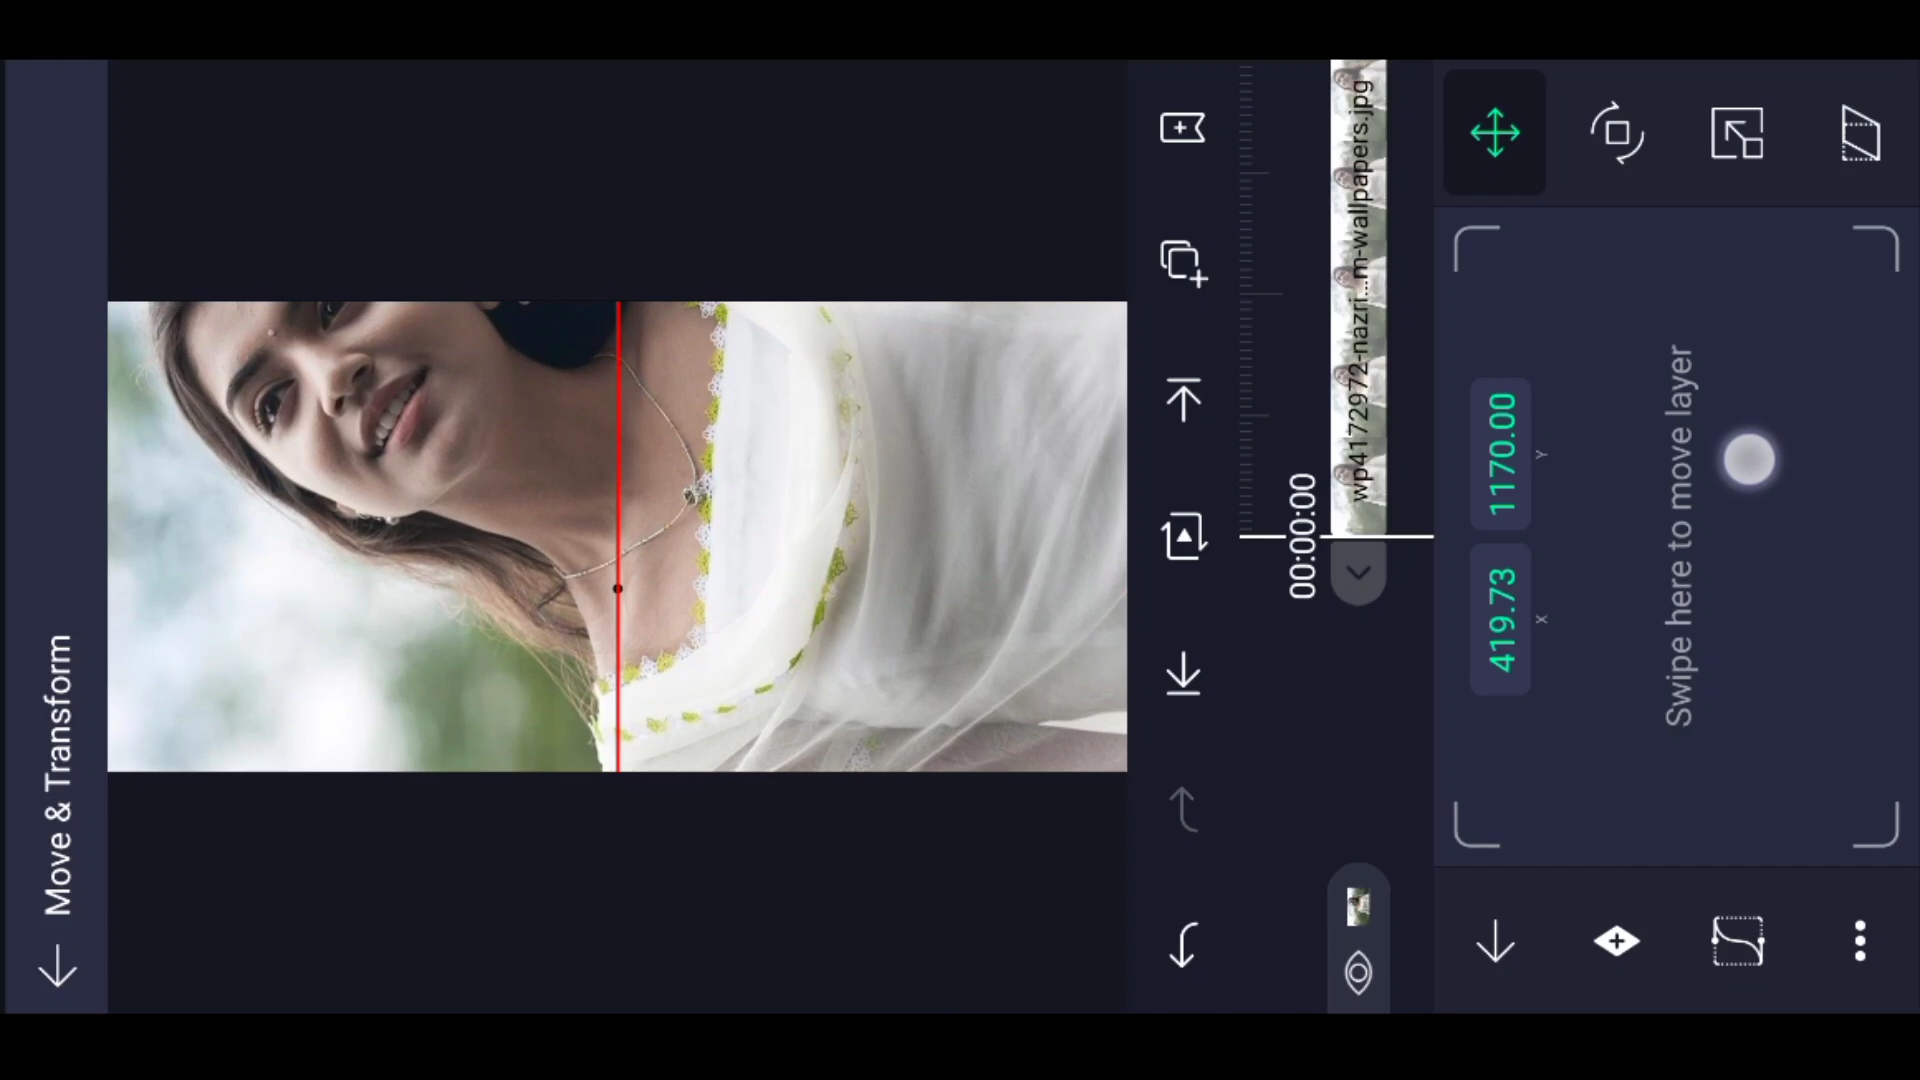 Move & Transform
00:00:00
wp4172972-nazri...m-wallpapers.jpg
419.73
1170.00
X
Y
Swipe here to move layer